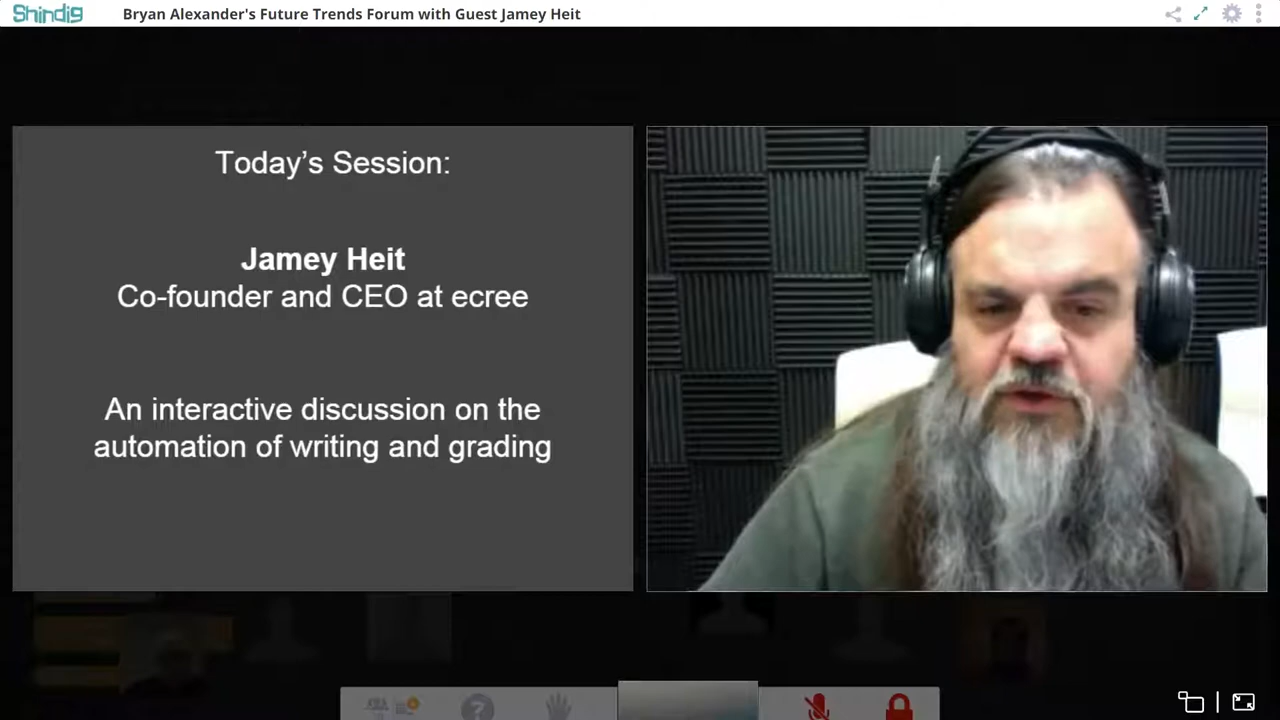 Shindig
Bryan Alexander's Future Trends Forum with Guest Jamey Heit
Today's Session:
Jamey Heit
Co-founder and CEO at ecree
An interactive discussion on the
automation of writing and grading